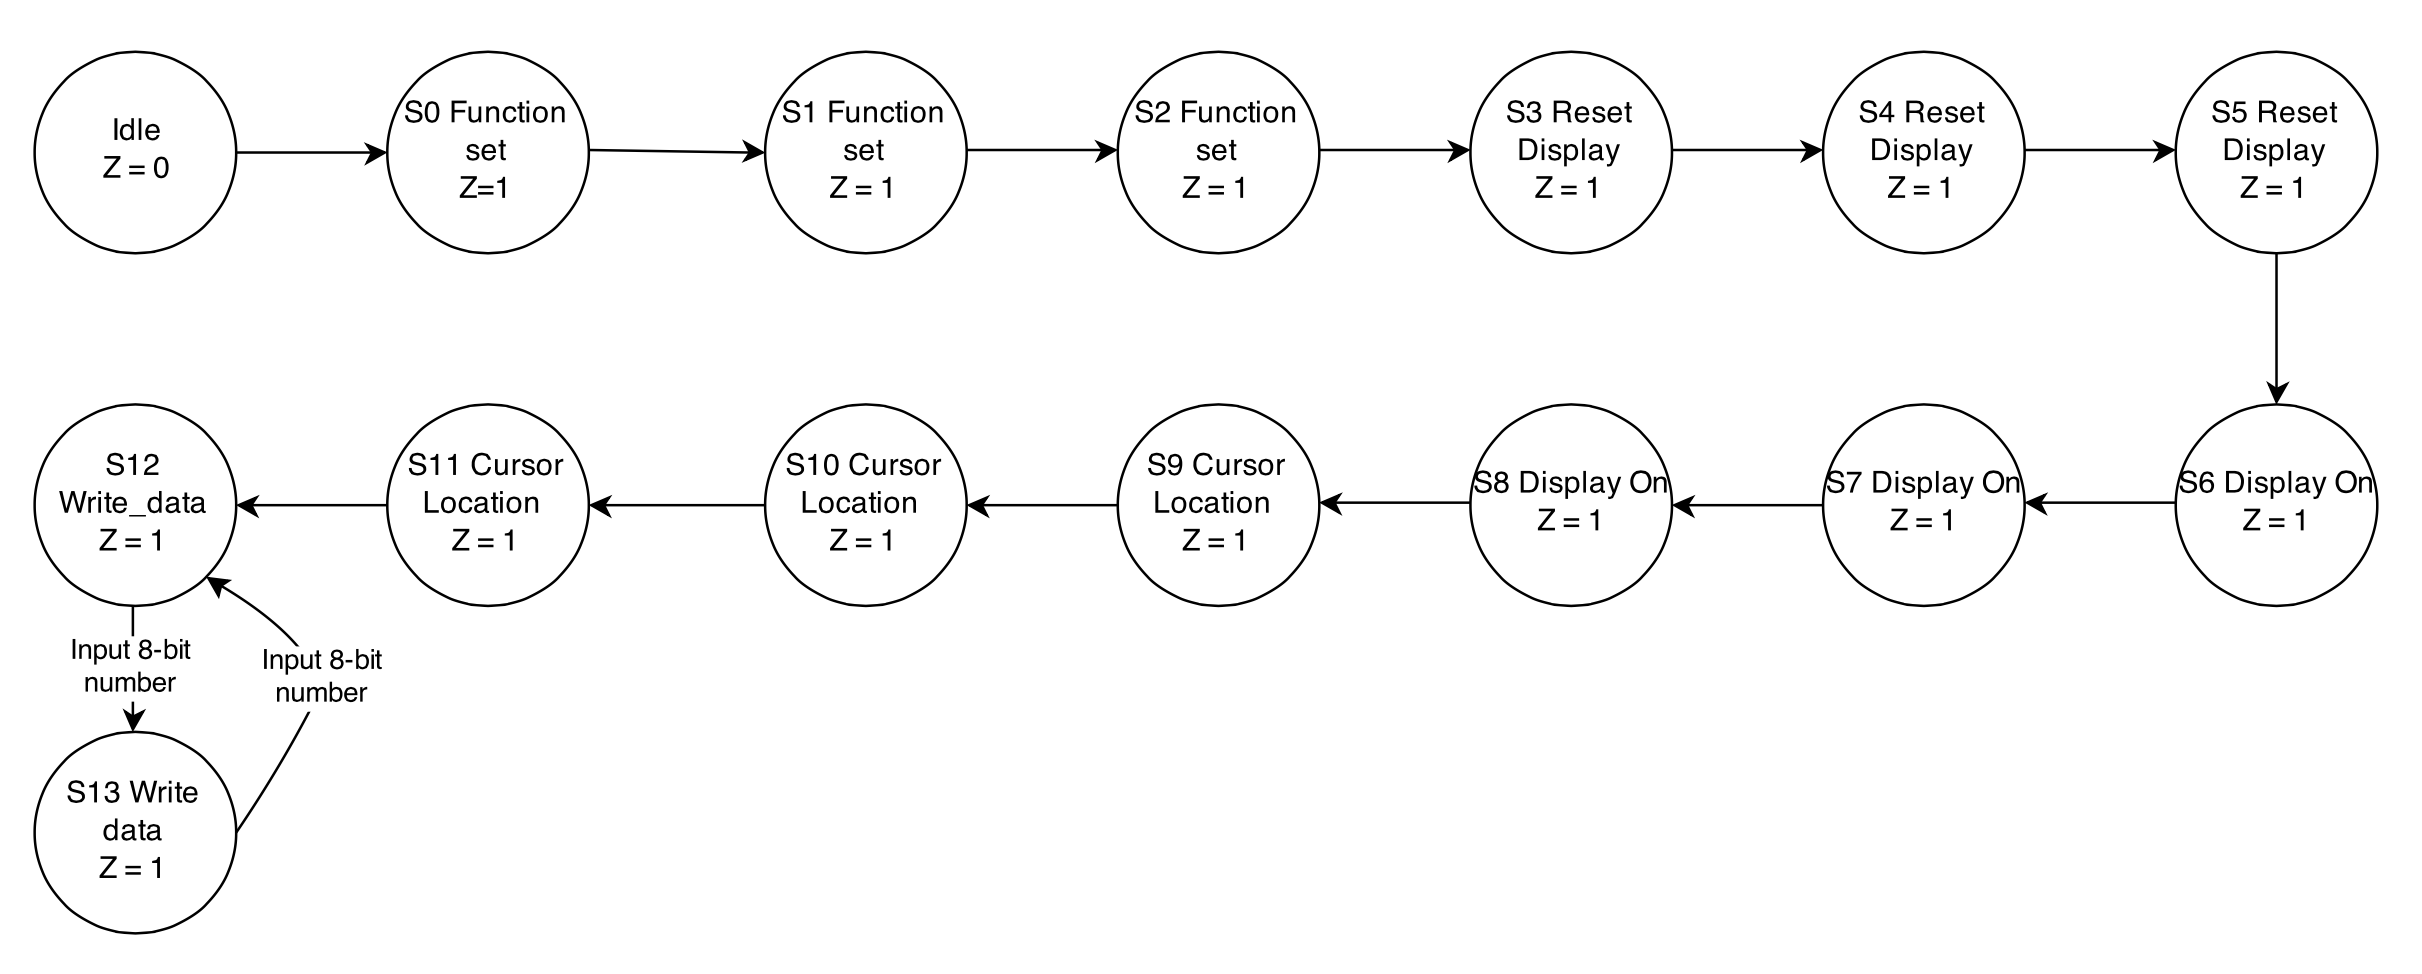 Idle
Z = 0
S0 Function
set
Z=1
S1 Function
set
Z = 1
S2 Function
set
Z = 1
S3 Reset
Display
Z = 1
S4 Reset
Display
Z = 1
S5 Reset
Display
Z = 1
S12
Write_data
Z = 1
S11 Cursor
Location
Z = 1
S10 Cursor
Location
Z = 1
S9 Cursor
Location
Z = 1
S8 Display On
Z = 1
S7 Display On
Z = 1
S6 Display On
Z = 1
Input 8-bit
number
Input 8-bit
number
S13 Write
data
Z = 1